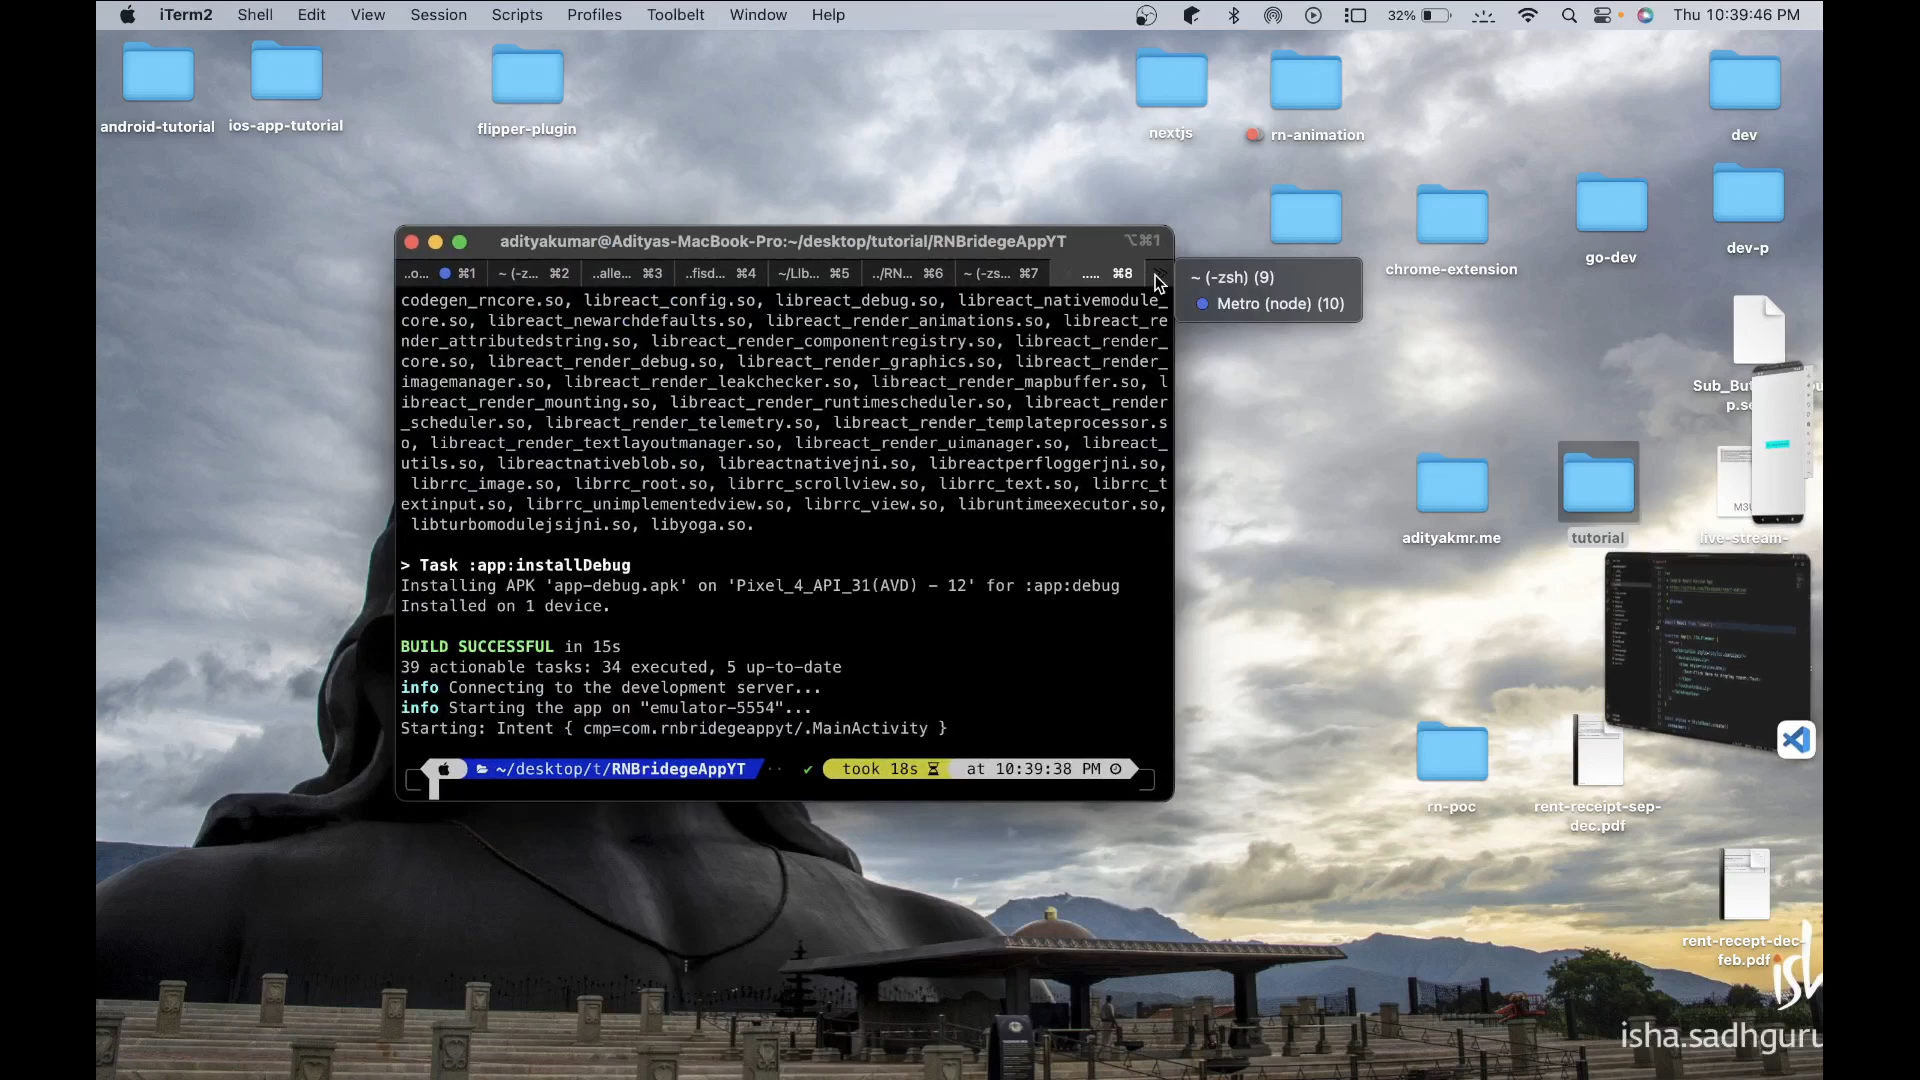 iTerm2 Shell Edit View Session Scripts Profiles Toolbelt Window Help 32% Thu 10:39:46 PM
android-tutorial
ios-app-tutorial
flipper-plugin
nextjs
rn-animation
dev
chrome-extension
go-dev
dev-p
adityakumar@Adityas-MacBook-Pro:~/desktop/tutorial/RNBridegeAppYT ⌥⌘1
..o... ⌘1 ~ (-z... ⌘2 ..alle... ⌘3 ..fisd... ⌘4 ~/LIb... ⌘5 ../RN... ⌘6 ~ (-zs... ⌘7 ..... ⌘8
~ (-zsh) (9)
Metro (node) (10)
codegen_rncore.so, libreact_config.so, libreact_debug.so, libreact_nativemodule_
core.so, libreact_newarchdefaults.so, libreact_render_animations.so, libreact_re
nder_attributedstring.so, libreact_render_componentregistry.so, libreact_render_
core.so, libreact_render_debug.so, libreact_render_graphics.so, libreact_render_
imagemanager.so, libreact_render_leakchecker.so, libreact_render_mapbuffer.so, l
ibreact_render_mounting.so, libreact_render_runtimescheduler.so, libreact_render
_scheduler.so, libreact_render_telemetry.so, libreact_render_templateprocessor.s
o, libreact_render_textlayoutmanager.so, libreact_render_uimanager.so, libreact_
utils.so, libreactnativeblob.so, libreactnativejni.so, libreactperfloggerjni.so,
librrc_image.so, librrc_root.so, librrc_scrollview.so, librrc_text.so, librrc_t
extinput.so, librrc_unimplementedview.so, librrc_view.so, libruntimeexecutor.so,
libturbomodulejsijni.so, libyoga.so.
> Task :app:installDebug
Installing APK 'app-debug.apk' on 'Pixel_4_API_31(AVD) - 12' for :app:debug
Installed on 1 device.
BUILD SUCCESSFUL in 15s
39 actionable tasks: 34 executed, 5 up-to-date
info Connecting to the development server...
info Starting the app on "emulator-5554"...
Starting: Intent { cmp=com.rnbridegeappyt/.MainActivity }
~/desktop/t/RNBridegeAppYT ·· ✔ took 18s at 10:39:38 PM
Sub_Bu
p.s
adityakmr.me
tutorial
live-stream-
rn-poc
rent-receipt-sep-
dec.pdf
rent-recept-dec-
feb.pdf
ish
isha.sadhguru